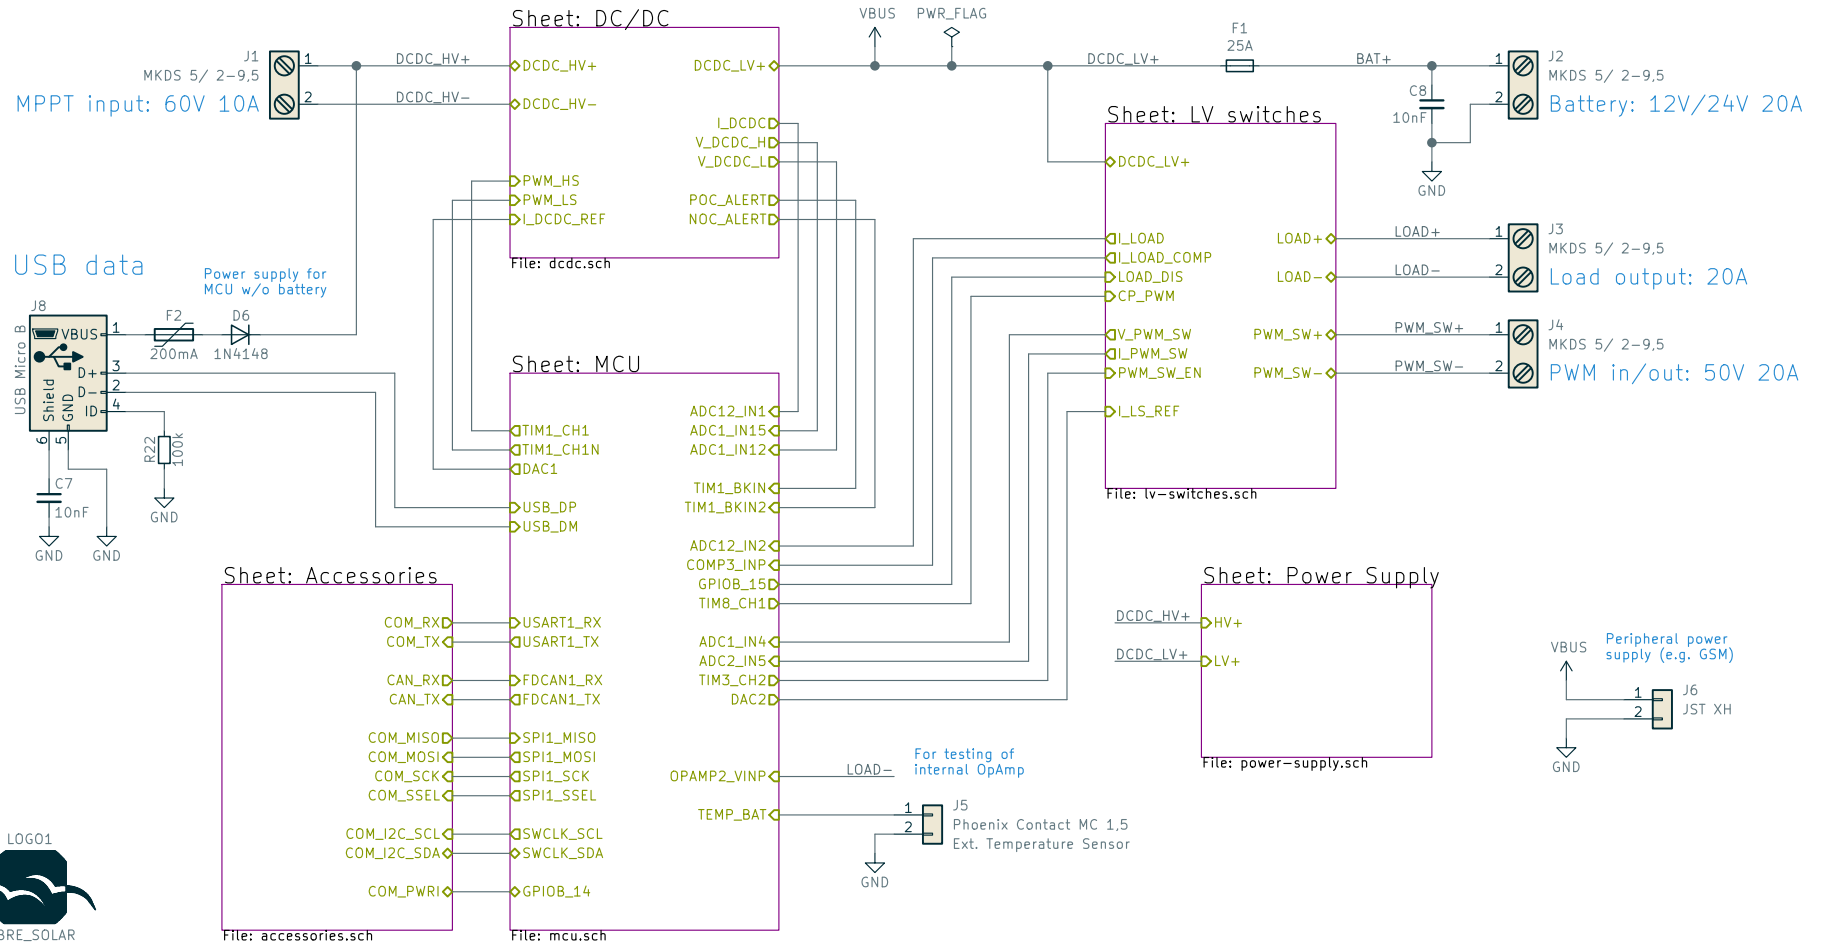 Sheet: DC/DC
VBUS
PWR_FLAG
J1
MKDS 5/ 2-9,5
MPPT input: 60V 10A
1
2
DCDC_HV+
DCDC_HV-
DCDC_HV+
DCDC_HV-
PWM_HS
PWM_LS
I_DCDC_REF
DCDC_LV+
I_DCDC
V_DCDC_H
V_DCDC_L
POC_ALERT
NOC_ALERT
File: dcdc.sch
DCDC_LV+
F1
25A
BAT+
C8
10nF
GND
1
2
J2
MKDS 5/ 2-9,5
Battery: 12V/24V 20A
Sheet: LV switches
DCDC_LV+
I_LOAD
I_LOAD_COMP
LOAD_DIS
CP_PWM
V_PWM_SW
I_PWM_SW
PWM_SW_EN
I_LS_REF
LOAD+
LOAD-
PWM_SW+
PWM_SW-
File: lv-switches.sch
LOAD+
LOAD-
1
2
J3
MKDS 5/ 2-9,5
Load output: 20A
PWM_SW+
PWM_SW-
1
2
J4
MKDS 5/ 2-9,5
PWM in/out: 50V 20A
USB data
Power supply for
MCU w/o battery
J8
USB Micro B
VBUS
D+
D-
ID
Shield
GND
1
3
2
4
6
5
F2
200mA
D6
1N4148
R22
100k
GND
C7
10nF
GND
GND
Sheet: MCU
TIM1_CH1
TIM1_CH1N
DAC1
USB_DP
USB_DM
USART1_RX
USART1_TX
FDCAN1_RX
FDCAN1_TX
SPI1_MISO
SPI1_MOSI
SPI1_SCK
SPI1_SSEL
SWCLK_SCL
SWCLK_SDA
GPIOB_14
ADC12_IN1
ADC1_IN15
ADC1_IN12
TIM1_BKIN
TIM1_BKIN2
ADC12_IN2
COMP3_INP
GPIOB_15
TIM8_CH1
ADC1_IN4
ADC2_IN5
TIM3_CH2
DAC2
OPAMP2_VINP
TEMP_BAT
File: mcu.sch
Sheet: Accessories
COM_RX
COM_TX
CAN_RX
CAN_TX
COM_MISO
COM_MOSI
COM_SCK
COM_SSEL
COM_I2C_SCL
COM_I2C_SDA
COM_PWRI
File: accessories.sch
LOAD-
For testing of
internal OpAmp
1
2
J5
Phoenix Contact MC 1,5
Ext. Temperature Sensor
GND
Sheet: Power Supply
DCDC_HV+
DCDC_LV+
HV+
LV+
File: power-supply.sch
VBUS
Peripheral power
supply (e.g. GSM)
1
2
J6
JST XH
GND
LOGO1
BRE_SOLAR